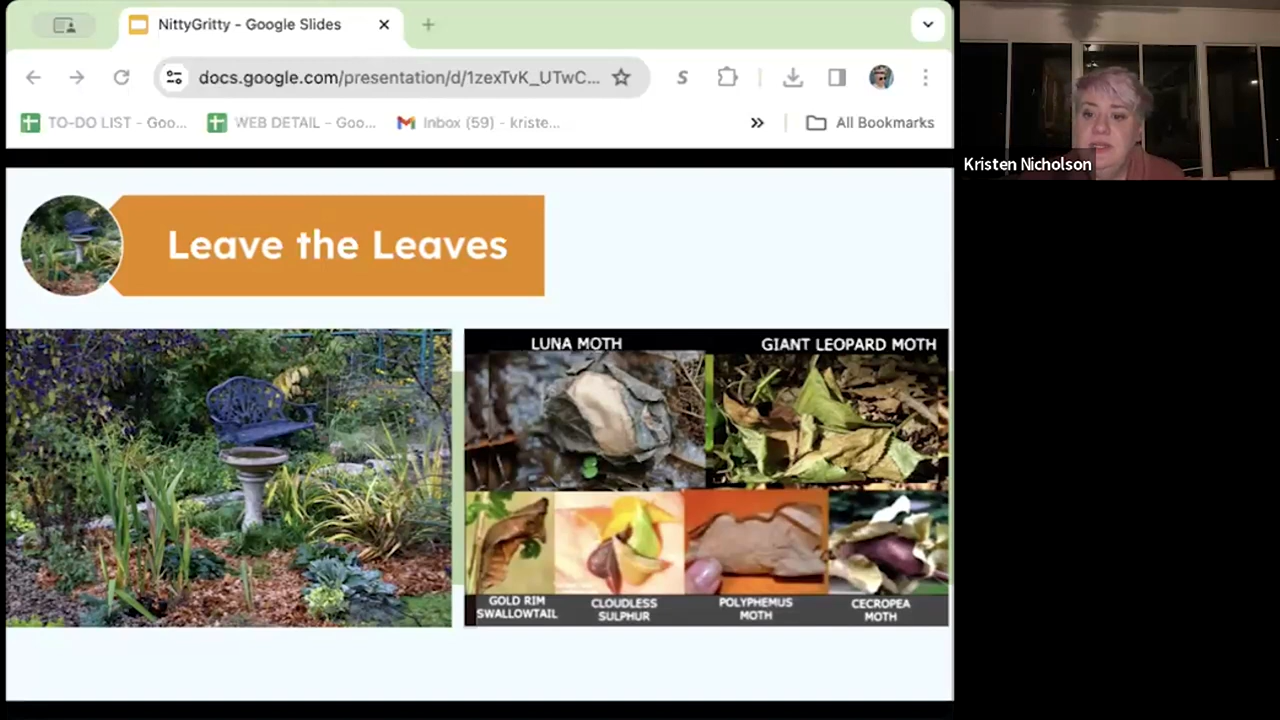 NittyGritty - Google Slides
docs.google.com/presentation/d/1zexTvK_UTwC...
TO-DO LIST - Goo...
WEB DETAIL - Goo...
Inbox (59) - kriste...
All Bookmarks
Kristen Nicholson
Leave the Leaves
LUNA MOTH
GIANT LEOPARD MOTH
GOLD RIM
SWALLOWTAIL
CLOUDLESS
SULPHUR
POLYPHEMUS
MOTH
CECROPEA
MOTH